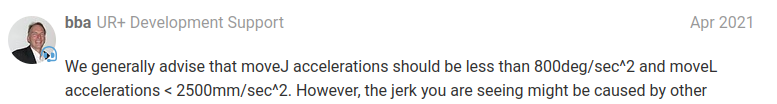 bba UR+ Development Support Apr 2021
We generally advise that moveJ accelerations should be less than 800deg/sec^2 and moveL
accelerations < 2500mm/sec^2. However, the jerk you are seeing might be caused by other